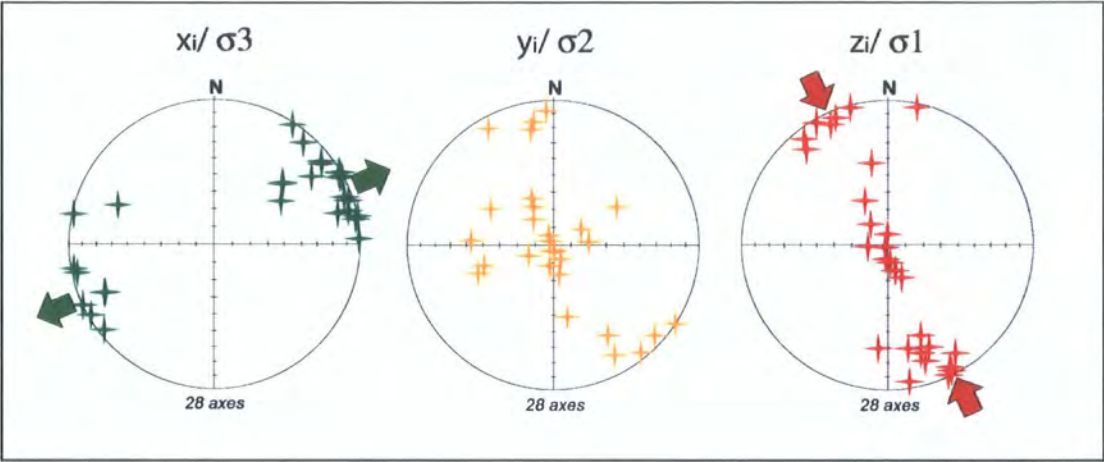 xi/ σ3
yi/ σ2
zi/ σ1
N
N
N
28 axes
28 axes
28 axes